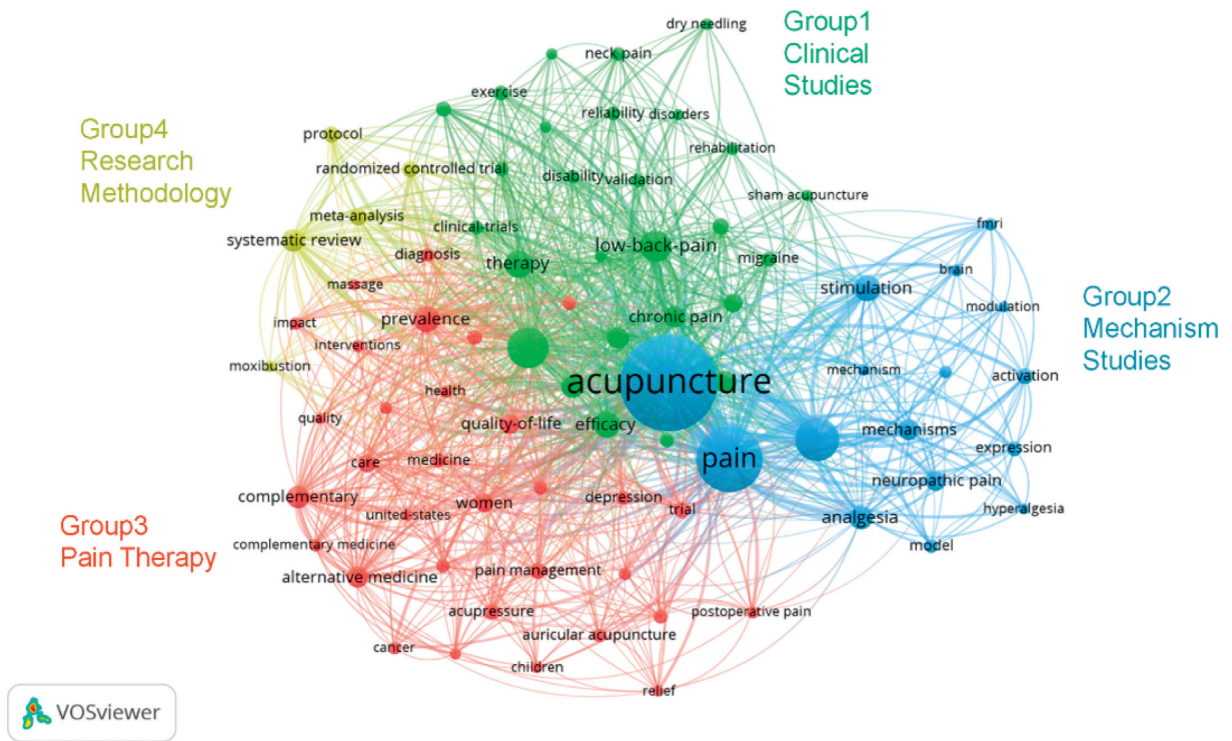 dry needling
Group1
Clinical
Studies
neck pain
exercise
reliability
disorders
Group4
Research
Methodology
protocol
rehabilitation
randomized controlled trial
disability
validation
sham acupuncture
meta-analysis
clinical-trials
fmri
systematic review
low-back-pain
diagnosis
therapy
migraine
brain
massage
stimulation
modulation
Group2
Mechanism
Studies
impact
prevalence
chronic pain
interventions
moxibustion
mechanism
activation
acupuncture
health
quality
quality-of-life
efficacy
mechanisms
expression
care
medicine
pain
neuropathic pain
complementary
women
depression
trial
hyperalgesia
united-states
analgesia
Group3
Pain Therapy
complementary medicine
model
alternative medicine
pain management
acupressure
postoperative pain
auricular acupuncture
cancer
children
relief
VOSviewer